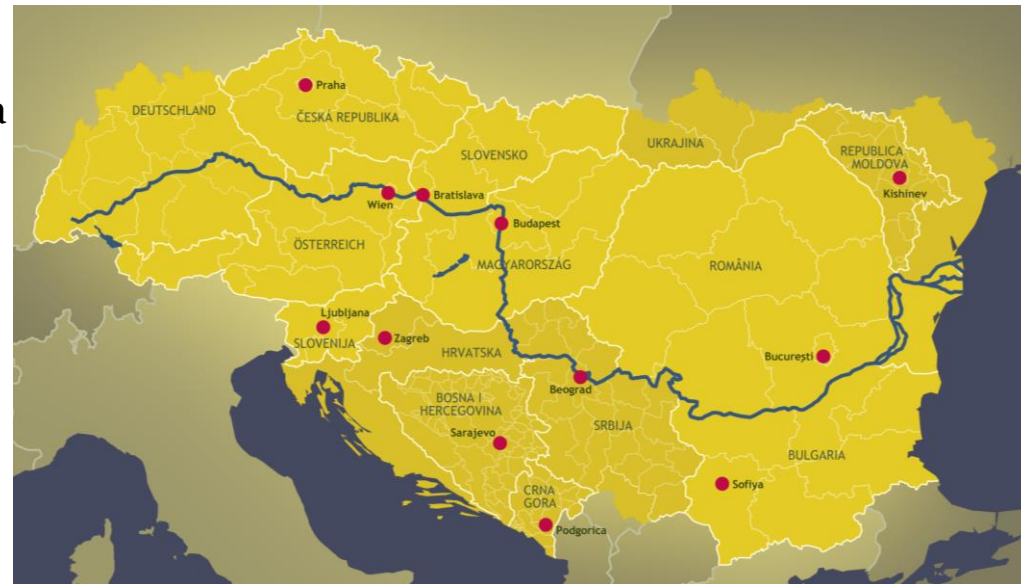 a
Praha
DEUTSCHLAND
ČESKÁ REPUBLIKA
UKRAJINA
REPUBLICA
MOLDOVA
SLOVENSKO
Kishinev
Wien
Bratislava
Budapest
ÖSTERREICH
MAGYARORSZÁG
ROMÂNIA
Ljubljana
SLOVENIJA
Zagreb
HRVATSKA
București
Beograd
BOSNA I
HERCEGOVINA
SRBIJA
Sarajevo
BULGARIA
Sofiya
CRNA
GORA
Podgorica